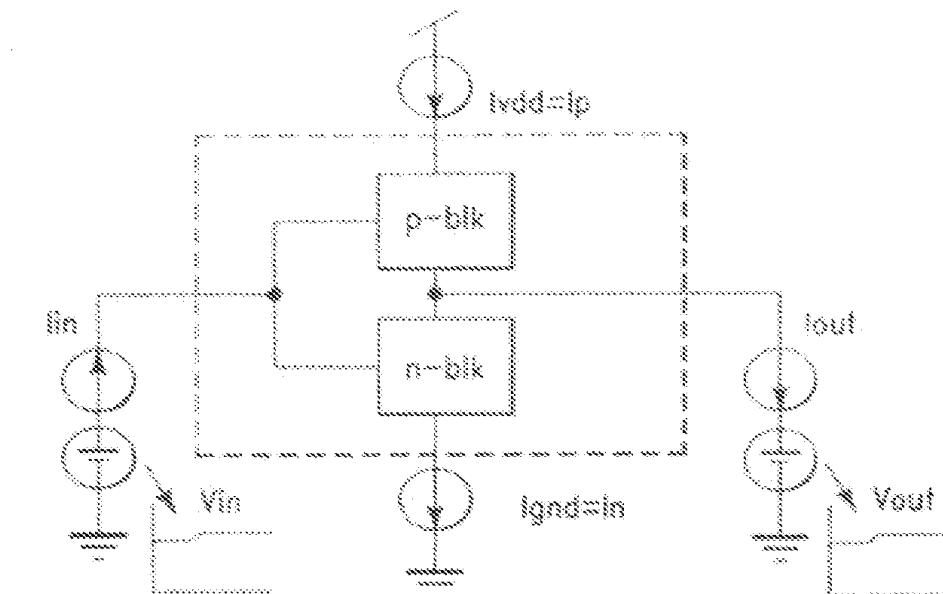 Ivdd=Ip
p-blk
Iin
Iout
n-blk
Vin
Ignd=In
Vout